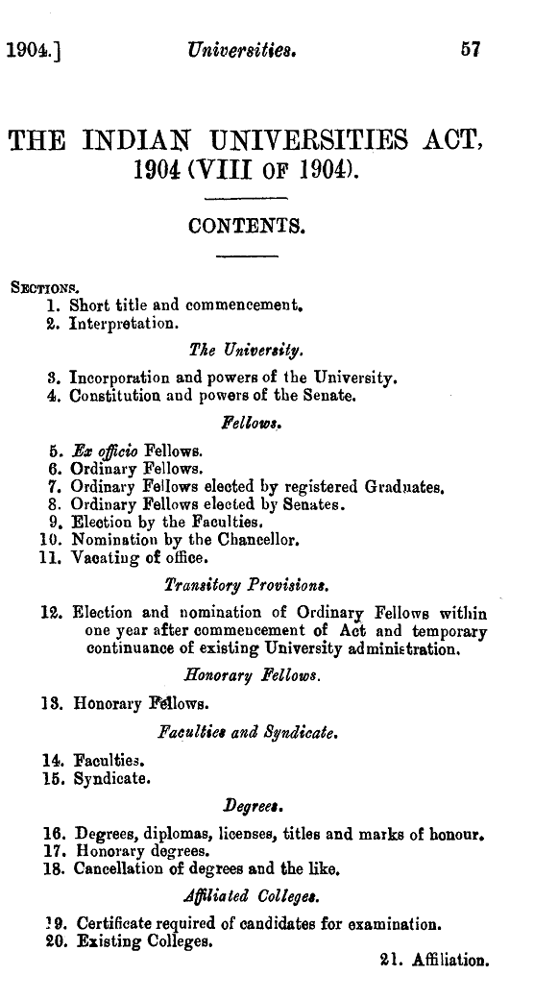 1904.] Universities. 57
THE INDIAN UNIVERSITIES ACT,
1904 (VIII OF 1904).
CONTENTS.
SECTIONS.
1. Short title and commencement.
2. Interpretation.
The University.
3. Incorporation and powers of the University.
4. Constitution and powers of the Senate.
Fellows.
5. Ex officio Fellows.
6. Ordinary Fellows.
7. Ordinary Fellows elected by registered Graduates.
8. Ordinary Fellows elected by Senates.
9. Election by the Faculties.
10. Nomination by the Chancellor.
11. Vacating of office.
Transitory Provisions.
12. Election and nomination of Ordinary Fellows within
one year after commencement of Act and temporary
continuance of existing University administration.
Honorary Fellows.
13. Honorary Fellows.
Faculties and Syndicate.
14. Faculties.
15. Syndicate.
Degrees.
16. Degrees, diplomas, licenses, titles and marks of honour.
17. Honorary degrees.
18. Cancellation of degrees and the like.
Affiliated Colleges.
19. Certificate required of candidates for examination.
20. Existing Colleges.
21. Affiliation.